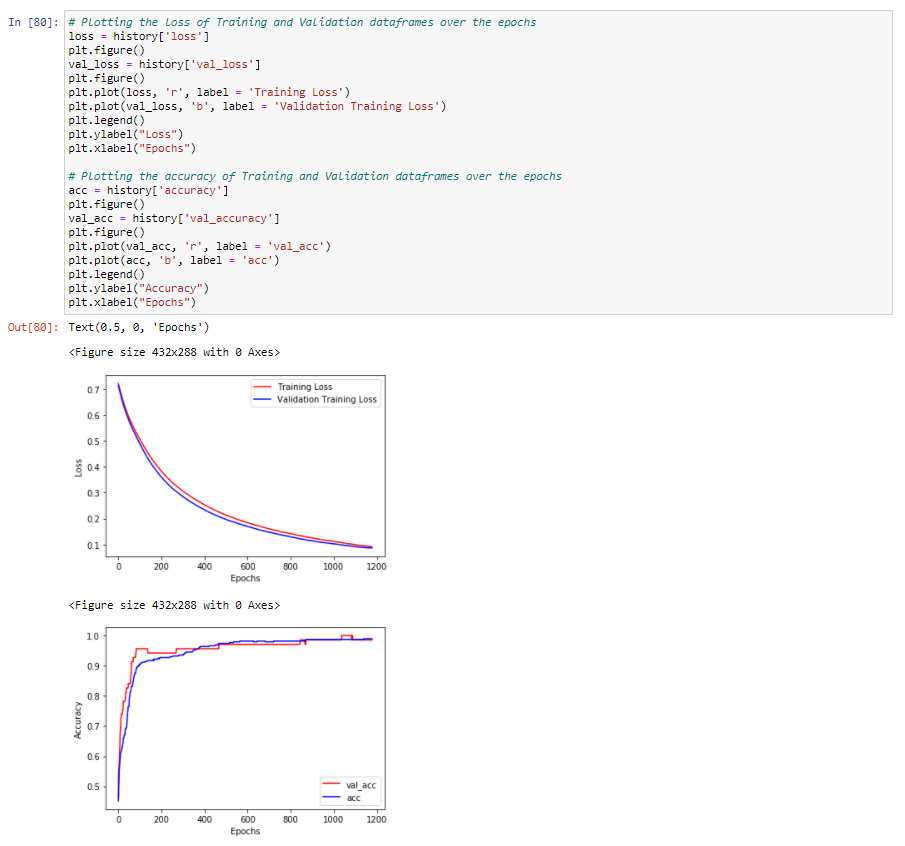 In [80]: # Plotting the loss of Training and Validation dataframes over the epochs
loss = history['loss']
plt.figure()
val_loss = history['val_loss']
plt.figure()
plt.plot(loss, 'r', label = 'Training Loss')
plt.plot(val_loss, 'b', label = 'Validation Training Loss')
plt.legend()
plt.ylabel("Loss")
plt.xlabel("Epochs")
# Plotting the accuracy of Training and Validation dataframes over the epochs
acc = history['accuracy']
plt.figure()
val_acc = history['val_accuracy']
plt.figure()
plt.plot(val_acc, 'r', label = 'val_acc')
plt.plot(acc, 'b', label = 'acc')
plt.legend()
plt.ylabel("Accuracy")
plt.xlabel("Epochs")
Out[80]: Text(0.5, 0, 'Epochs')
<Figure size 432x288 with 0 Axes>
Training Loss
Validation Training Loss
0.7
0.6
0.5
0.4
0.3
0.2
0.1
Loss
0 200 400 600 800 1000 1200
Epochs
<Figure size 432x288 with 0 Axes>
1.0
0.9
0.8
0.7
0.6
0.5
Accuracy
val_acc
acc
0 200 400 600 800 1000 1200
Epochs